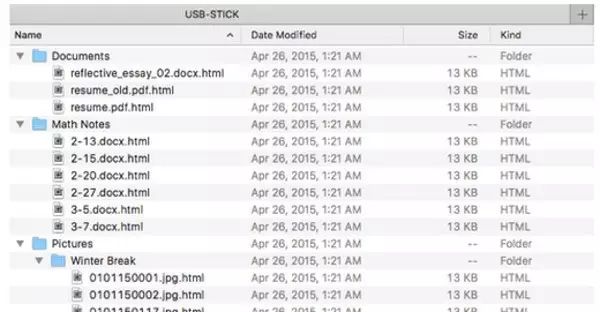 USB-STICK +
Name Date Modified Size Kind
Documents Apr 26, 2015, 1:21 AM -- Folder
reflective_essay_02.docx.html Apr 26, 2015, 1:21 AM 13 KB HTML
resume_old.pdf.html Apr 26, 2015, 1:21 AM 13 KB HTML
resume.pdf.html Apr 26, 2015, 1:21 AM 13 KB HTML
Math Notes Apr 26, 2015, 1:21 AM -- Folder
2-13.docx.html Apr 26, 2015, 1:21 AM 13 KB HTML
2-15.docx.html Apr 26, 2015, 1:21 AM 13 KB HTML
2-20.docx.html Apr 26, 2015, 1:21 AM 13 KB HTML
2-27.docx.html Apr 26, 2015, 1:21 AM 13 KB HTML
3-5.docx.html Apr 26, 2015, 1:21 AM 13 KB HTML
3-7.docx.html Apr 26, 2015, 1:21 AM 13 KB HTML
Pictures Apr 26, 2015, 1:21 AM -- Folder
Winter Break Apr 26, 2015, 1:21 AM -- Folder
0101150001.jpg.html Apr 26, 2015, 1:21 AM 13 KB HTML
0101150002.jpg.html Apr 26, 2015, 1:21 AM 13 KB HTML
Apr 26, 2015, 1:21 AM 13 KB HTML